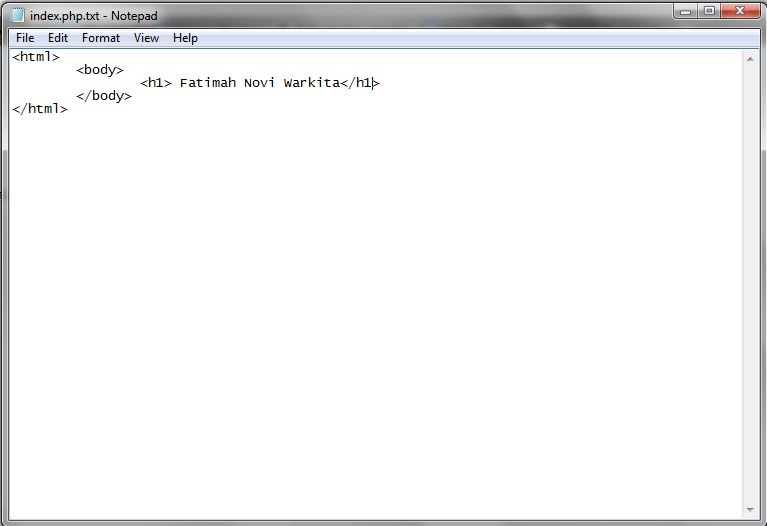 index.php.txt - Notepad
File Edit Format View Help
<html>
<body>
<h1> Fatimah Novi Warkita</h1>
</body>
</html>